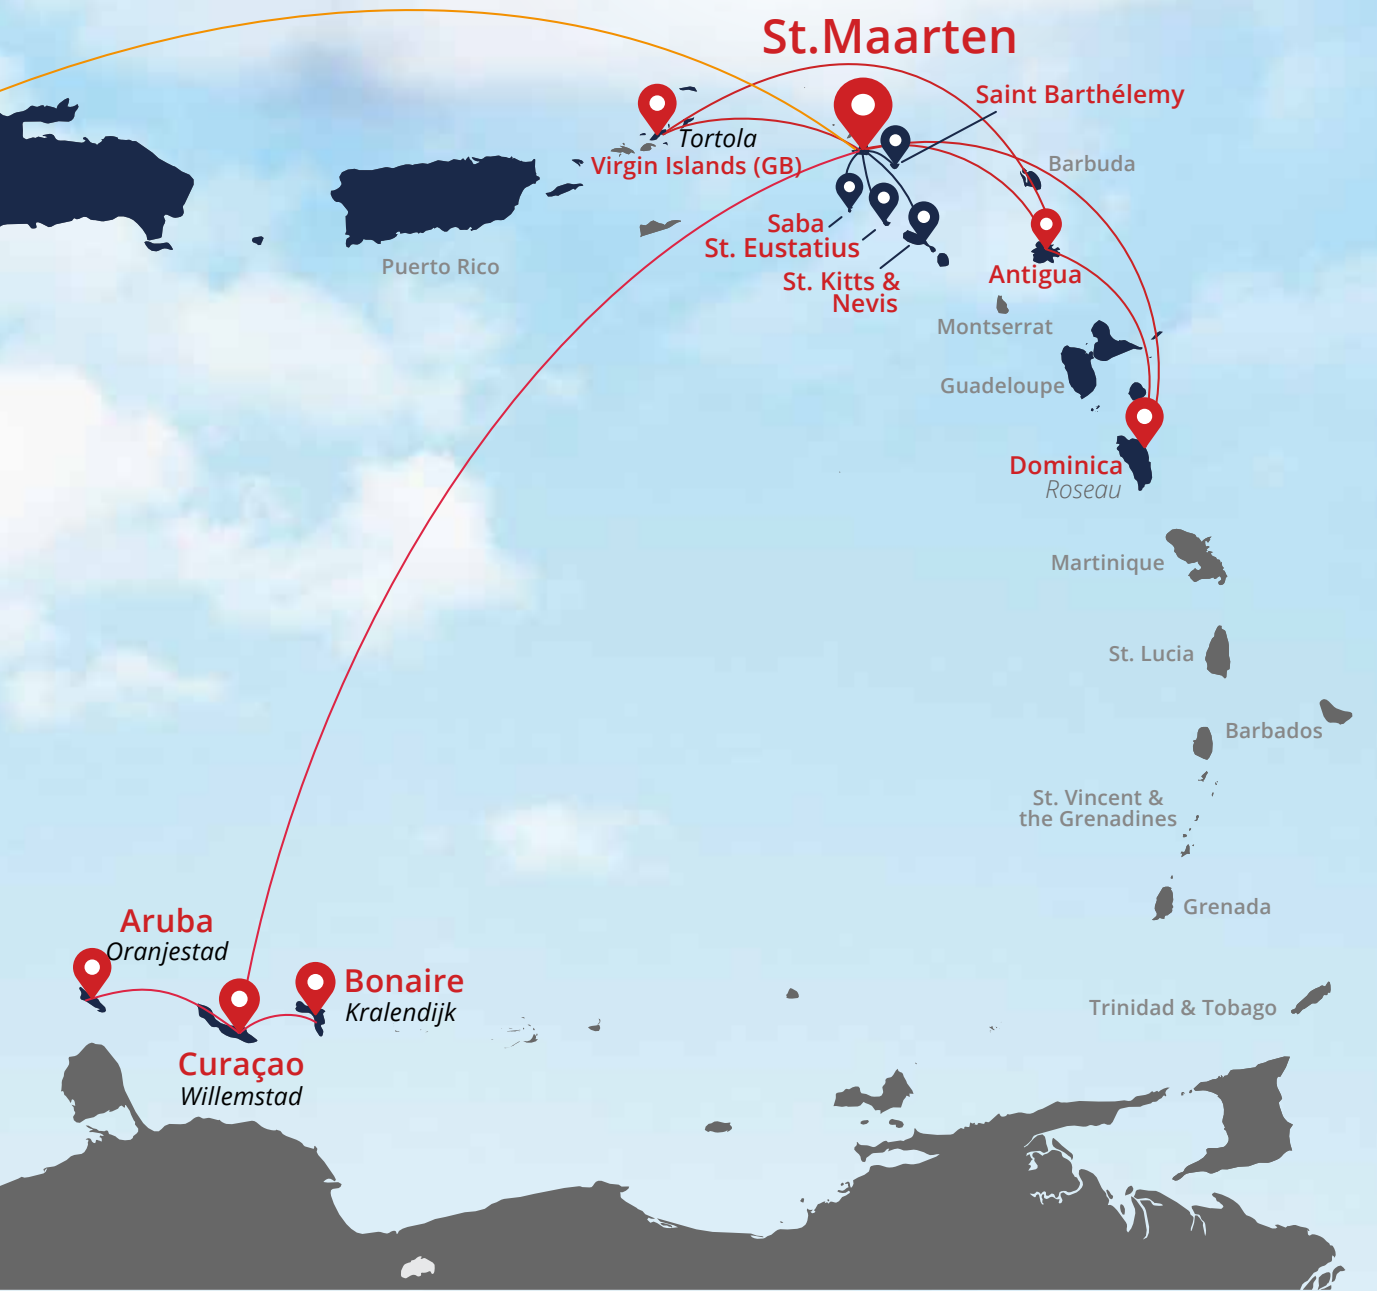 St.Maarten
Saint Barthélemy
Tortola
Virgin Islands (GB)
Barbuda
Saba
St. Eustatius
Puerto Rico
St. Kitts &
Nevis
Antigua
Montserrat
Guadeloupe
Dominica
Roseau
Martinique
St. Lucia
Barbados
St. Vincent &
the Grenadines
Grenada
Aruba
Oranjestad
Bonaire
Kralendijk
Trinidad & Tobago
Curaçao
Willemstad